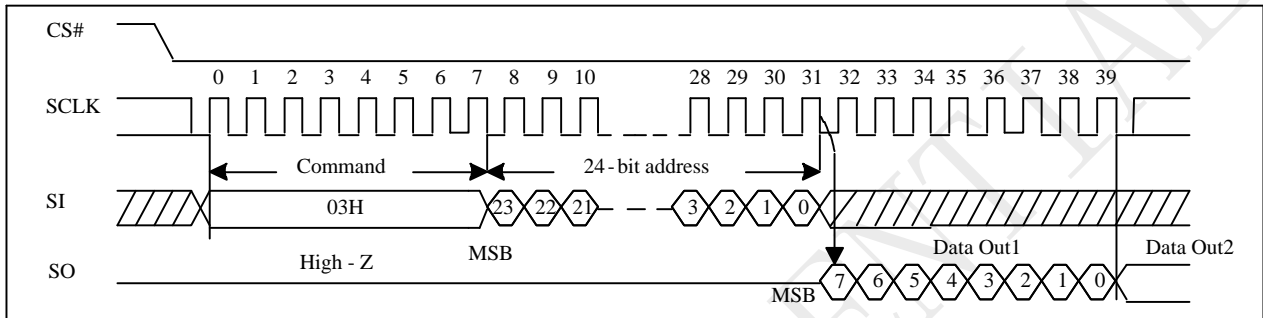 CS#
0 1 2 3 4 5 6 7 8 9 10 28 29 30 31 32 33 34 35 36 37 38 39
SCLK
Command 24-bit address
SI 03H 23 22 21 3 2 1 0
High - Z MSB Data Out1 Data Out2
SO MSB 7 6 5 4 3 2 1 0
ENTIAL